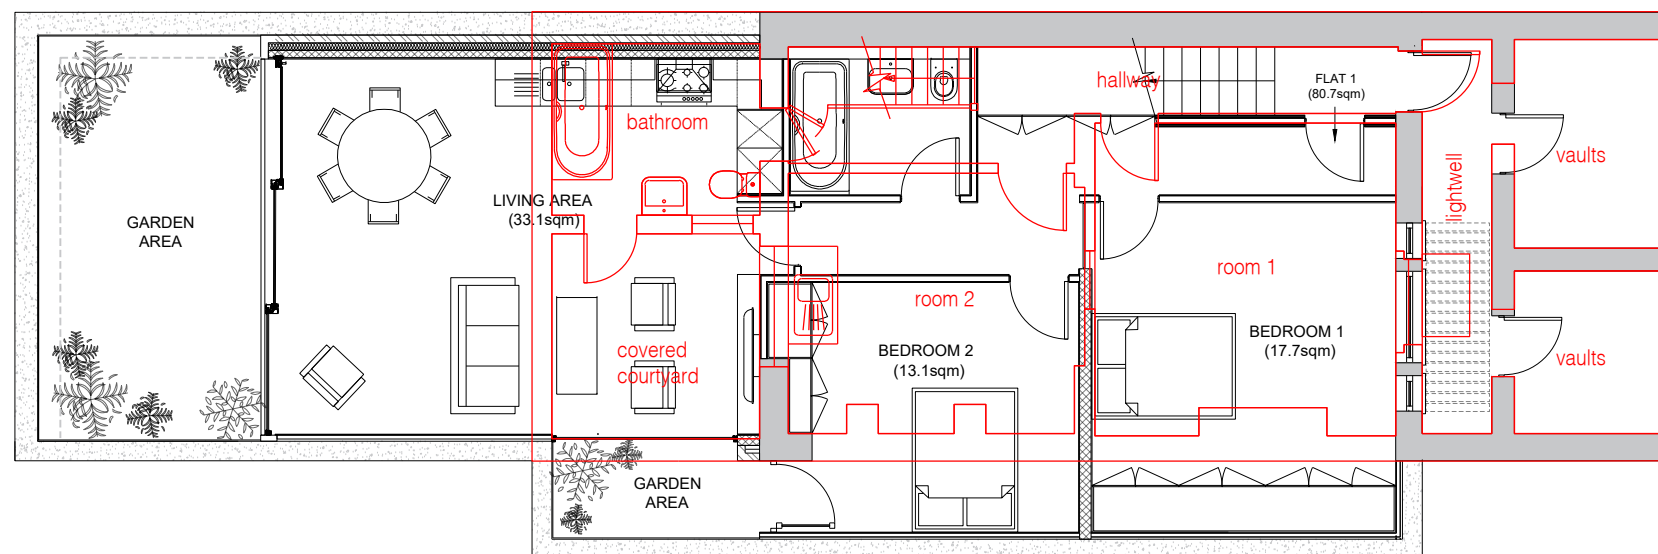 FLAT 1
(80.7sqm)
hallway
bathroom
vaults
lightwell
LIVING AREA
(33.1sqm)
GARDEN
AREA
room 1
room 2
BEDROOM 1
(17.7sqm)
BEDROOM 2
(13.1sqm)
covered
courtyard
vaults
GARDEN
AREA